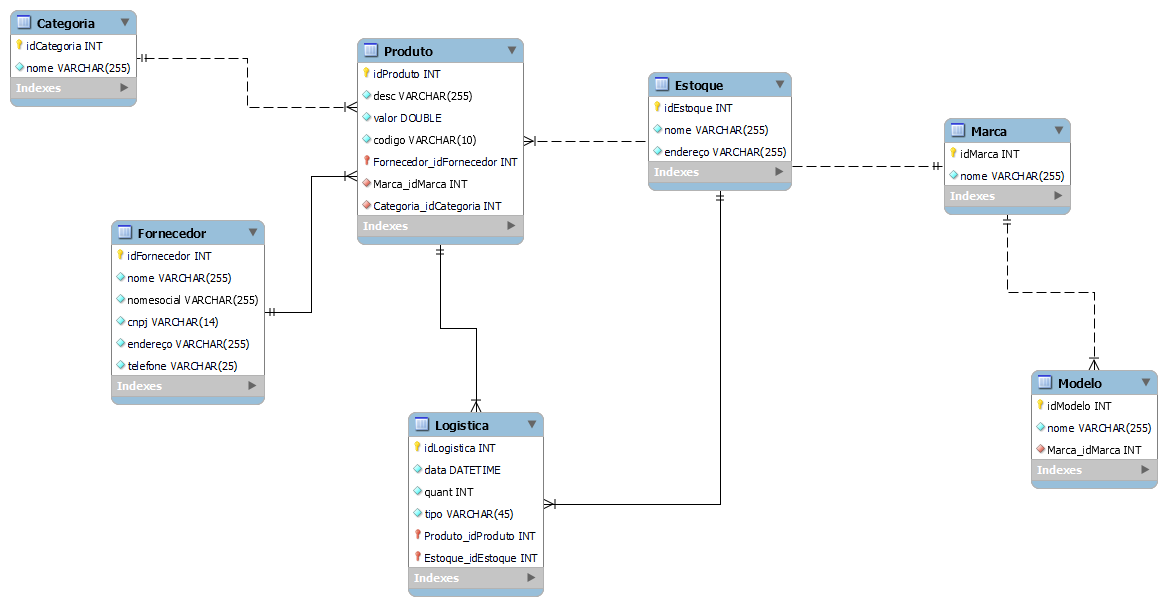 Categoria
idCategoria INT
nome VARCHAR(255)
Indexes
Produto
idProduto INT
desc VARCHAR(255)
valor DOUBLE
codigo VARCHAR(10)
Fornecedor_idFornecedor INT
Marca_idMarca INT
Categoria_idCategoria INT
Indexes
Estoque
idEstoque INT
nome VARCHAR(255)
endereço VARCHAR(255)
Indexes
Marca
idMarca INT
nome VARCHAR(255)
Indexes
Fornecedor
idFornecedor INT
nome VARCHAR(255)
nomesocial VARCHAR(255)
cnpj VARCHAR(14)
endereço VARCHAR(255)
telefone VARCHAR(25)
Indexes
Logistica
idLogistica INT
data DATETIME
quant INT
tipo VARCHAR(45)
Produto_idProduto INT
Estoque_idEstoque INT
Indexes
Modelo
idModelo INT
nome VARCHAR(255)
Marca_idMarca INT
Indexes